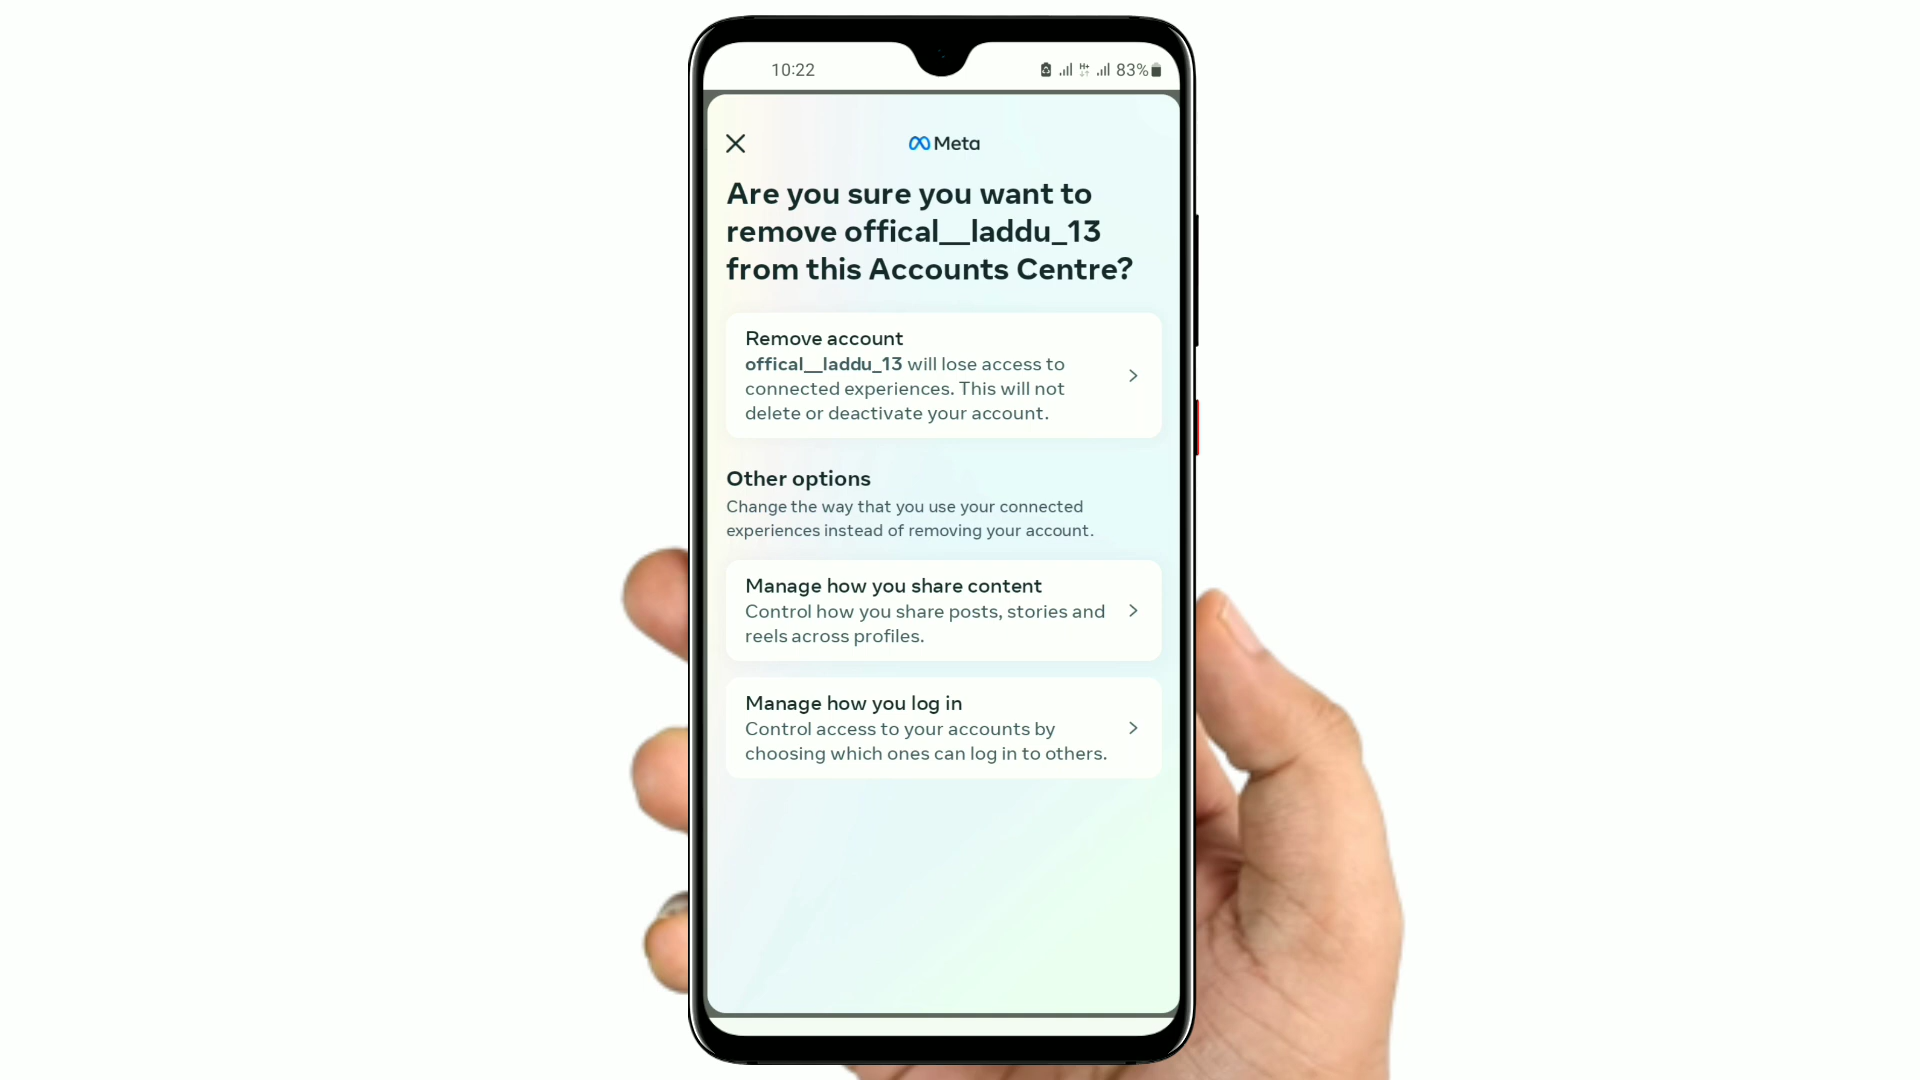 10:22
H+ 83%
Meta
Are you sure you want to
remove offical__laddu_13
from this Accounts Centre?
Remove account
offical__laddu_13 will lose access to
connected experiences. This will not
delete or deactivate your account.
Other options
Change the way that you use your connected
experiences instead of removing your account.
Manage how you share content
Control how you share posts, stories and
reels across profiles.
Manage how you log in
Control access to your accounts by
choosing which ones can log in to others.